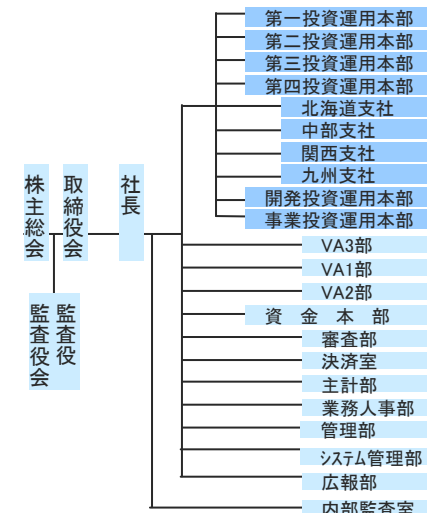 株主総会
取締役会
社長
監査役会
監査役
第一投資運用本部
第二投資運用本部
第三投資運用本部
第四投資運用本部
北海道支社
中部支社
関西支社
九州支社
開発投資運用本部
事業投資運用本部
VA3部
VA1部
VA2部
資 金 本 部
審査部
決済室
主計部
業務人事部
管理部
システム管理部
広報部
内部監査室